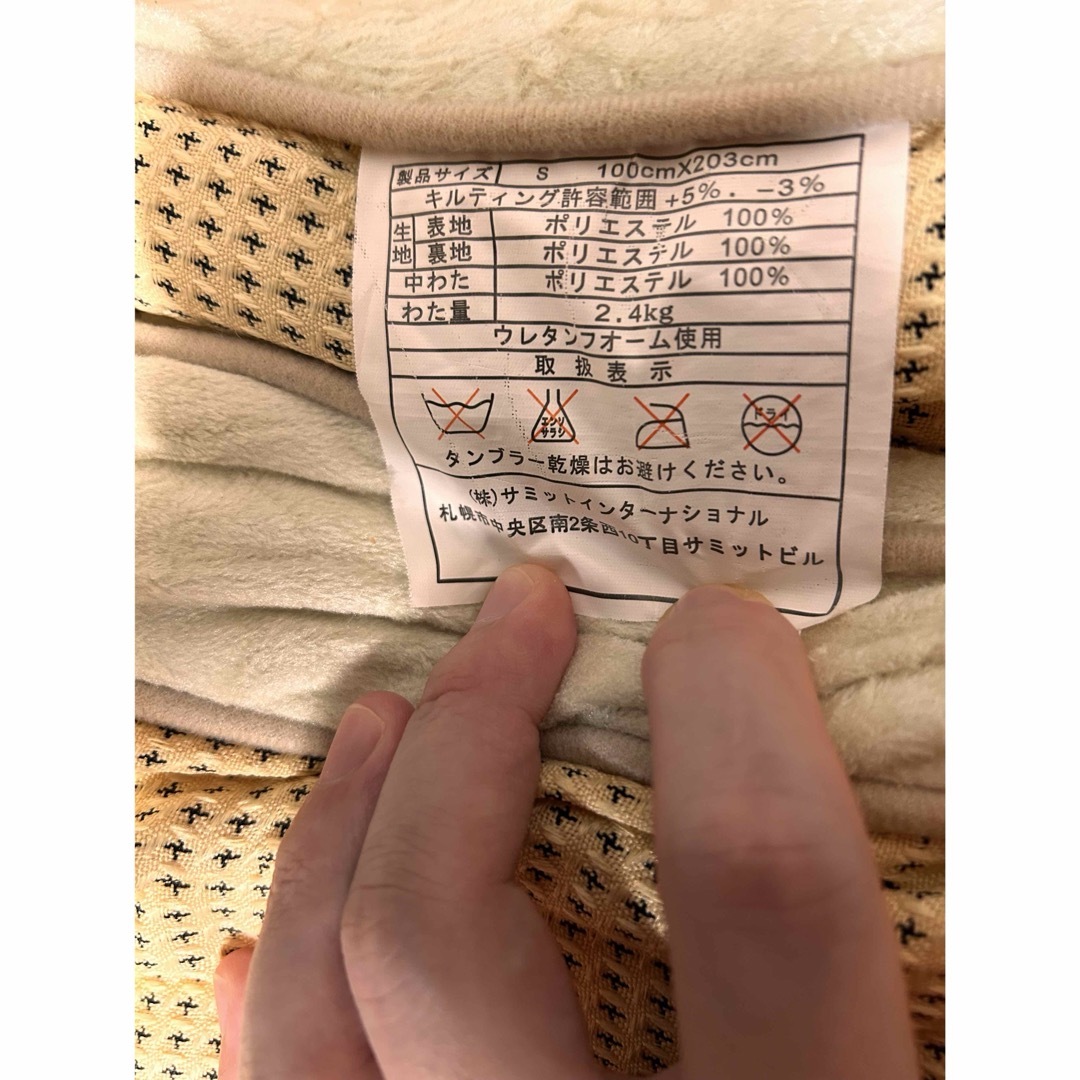 製品サイズ S 100cmX203cm
キルティング許容範囲 +5%. -3%
生地 表地 ポリエステル 100%
裏地 ポリエステル 100%
中わた ポリエステル 100%
わた量 2.4kg
ウレタンフオーム使用
取扱表示
エンソ サラシ ドライ
タンブラー乾燥はお避けください。
(株)サミットインターナショナル
札幌市中央区南2条西10丁目サミットビル